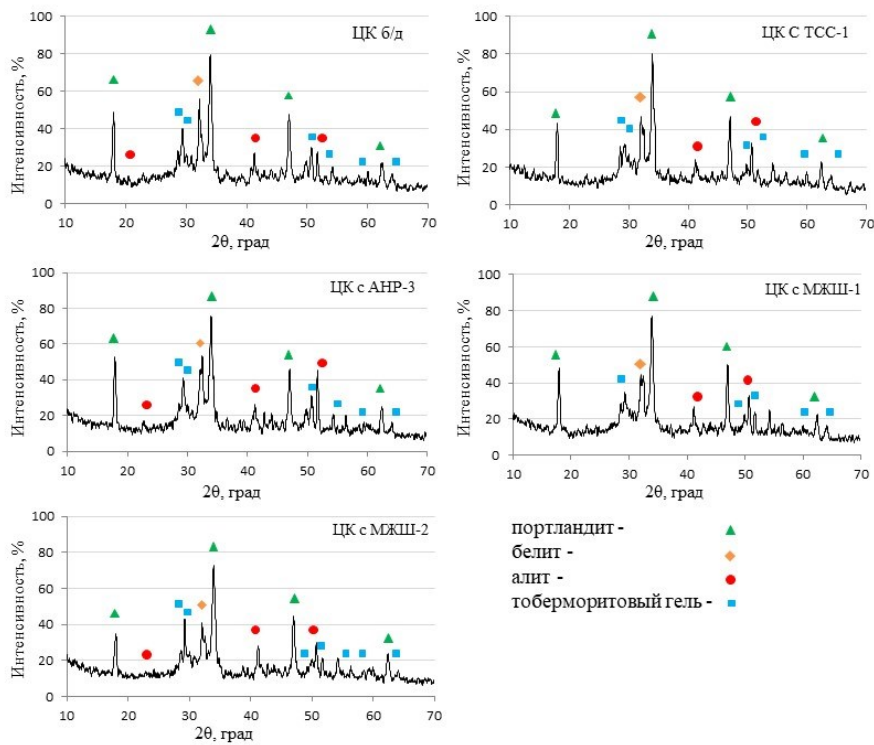 ЦК б/д
Интенсивность, %
100
80
60
40
20
0
10 20 30 40 50 60 70
2θ, град
ЦК С ТСС-1
Интенсивность, %
100
80
60
40
20
0
10 20 30 40 50 60 70
2θ, град
ЦК с АНР-3
Интенсивность, %
100
80
60
40
20
0
10 20 30 40 50 60 70
2θ, град
ЦК с МЖШ-1
Интенсивность, %
100
80
60
40
20
0
10 20 30 40 50 60 70
2θ, град
ЦК с МЖШ-2
Интенсивность, %
100
80
60
40
20
0
10 20 30 40 50 60 70
2θ, град
портландит -
белит -
алит -
тоберморитовый гель -